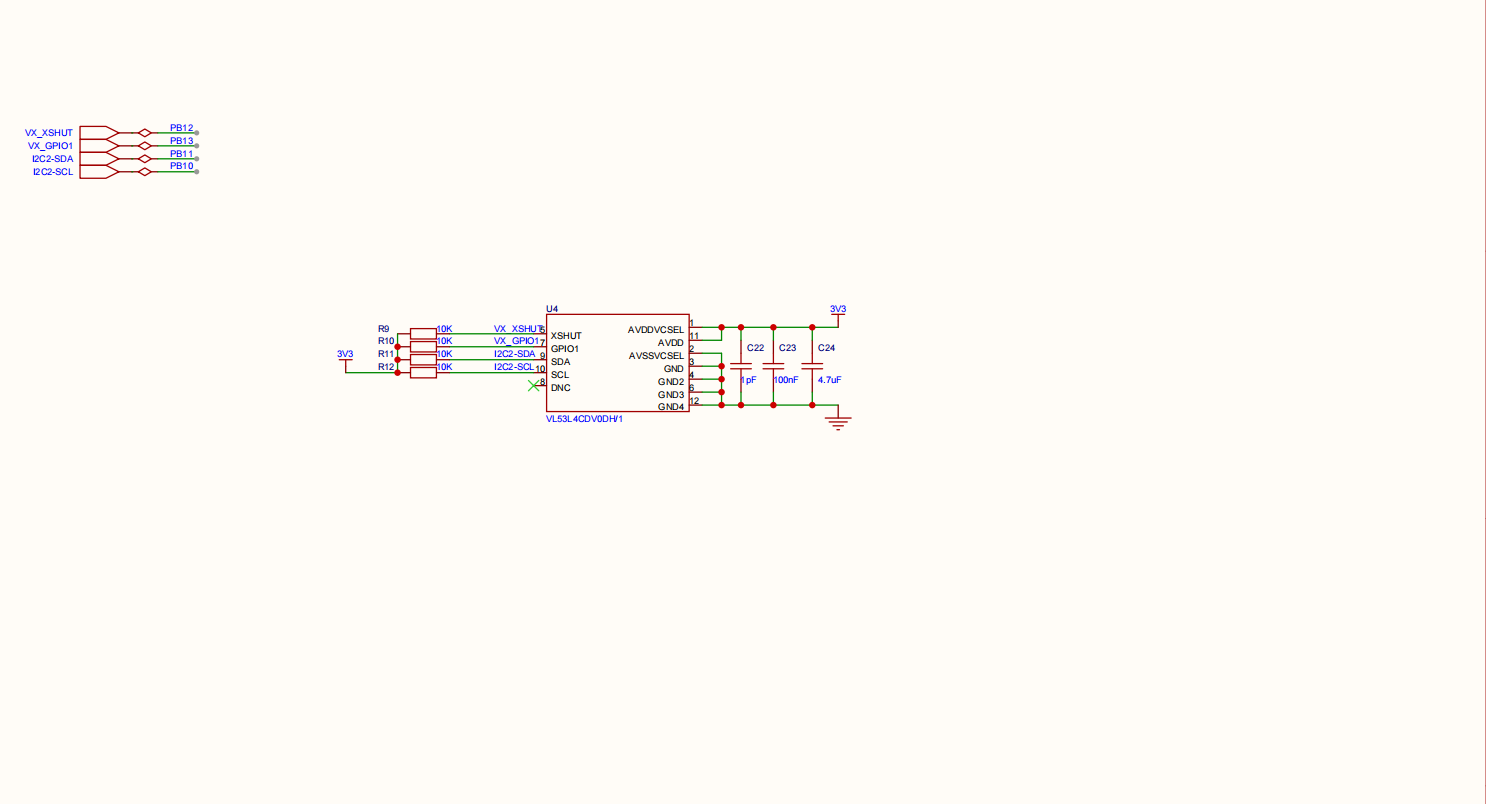 VX_XSHUT PB12
VX_GPIO1 PB13
I2C2-SDA PB11
I2C2-SCL PB10
U4
3V3
R9 10K VX_XSHUT 5 XSHUT AVDDVCSEL 1
R10 10K VX_GPIO1 7 GPIO1 AVDD 11
3V3
R11 10K I2C2-SDA 9 SDA AVSSVCSEL 2
R12 10K I2C2-SCL 10 SCL GND 3
8 DNC GND2 4
GND3 6
GND4 12
C22 C23 C24
1pF 100nF 4.7uF
VL53L4CDV0DH/1